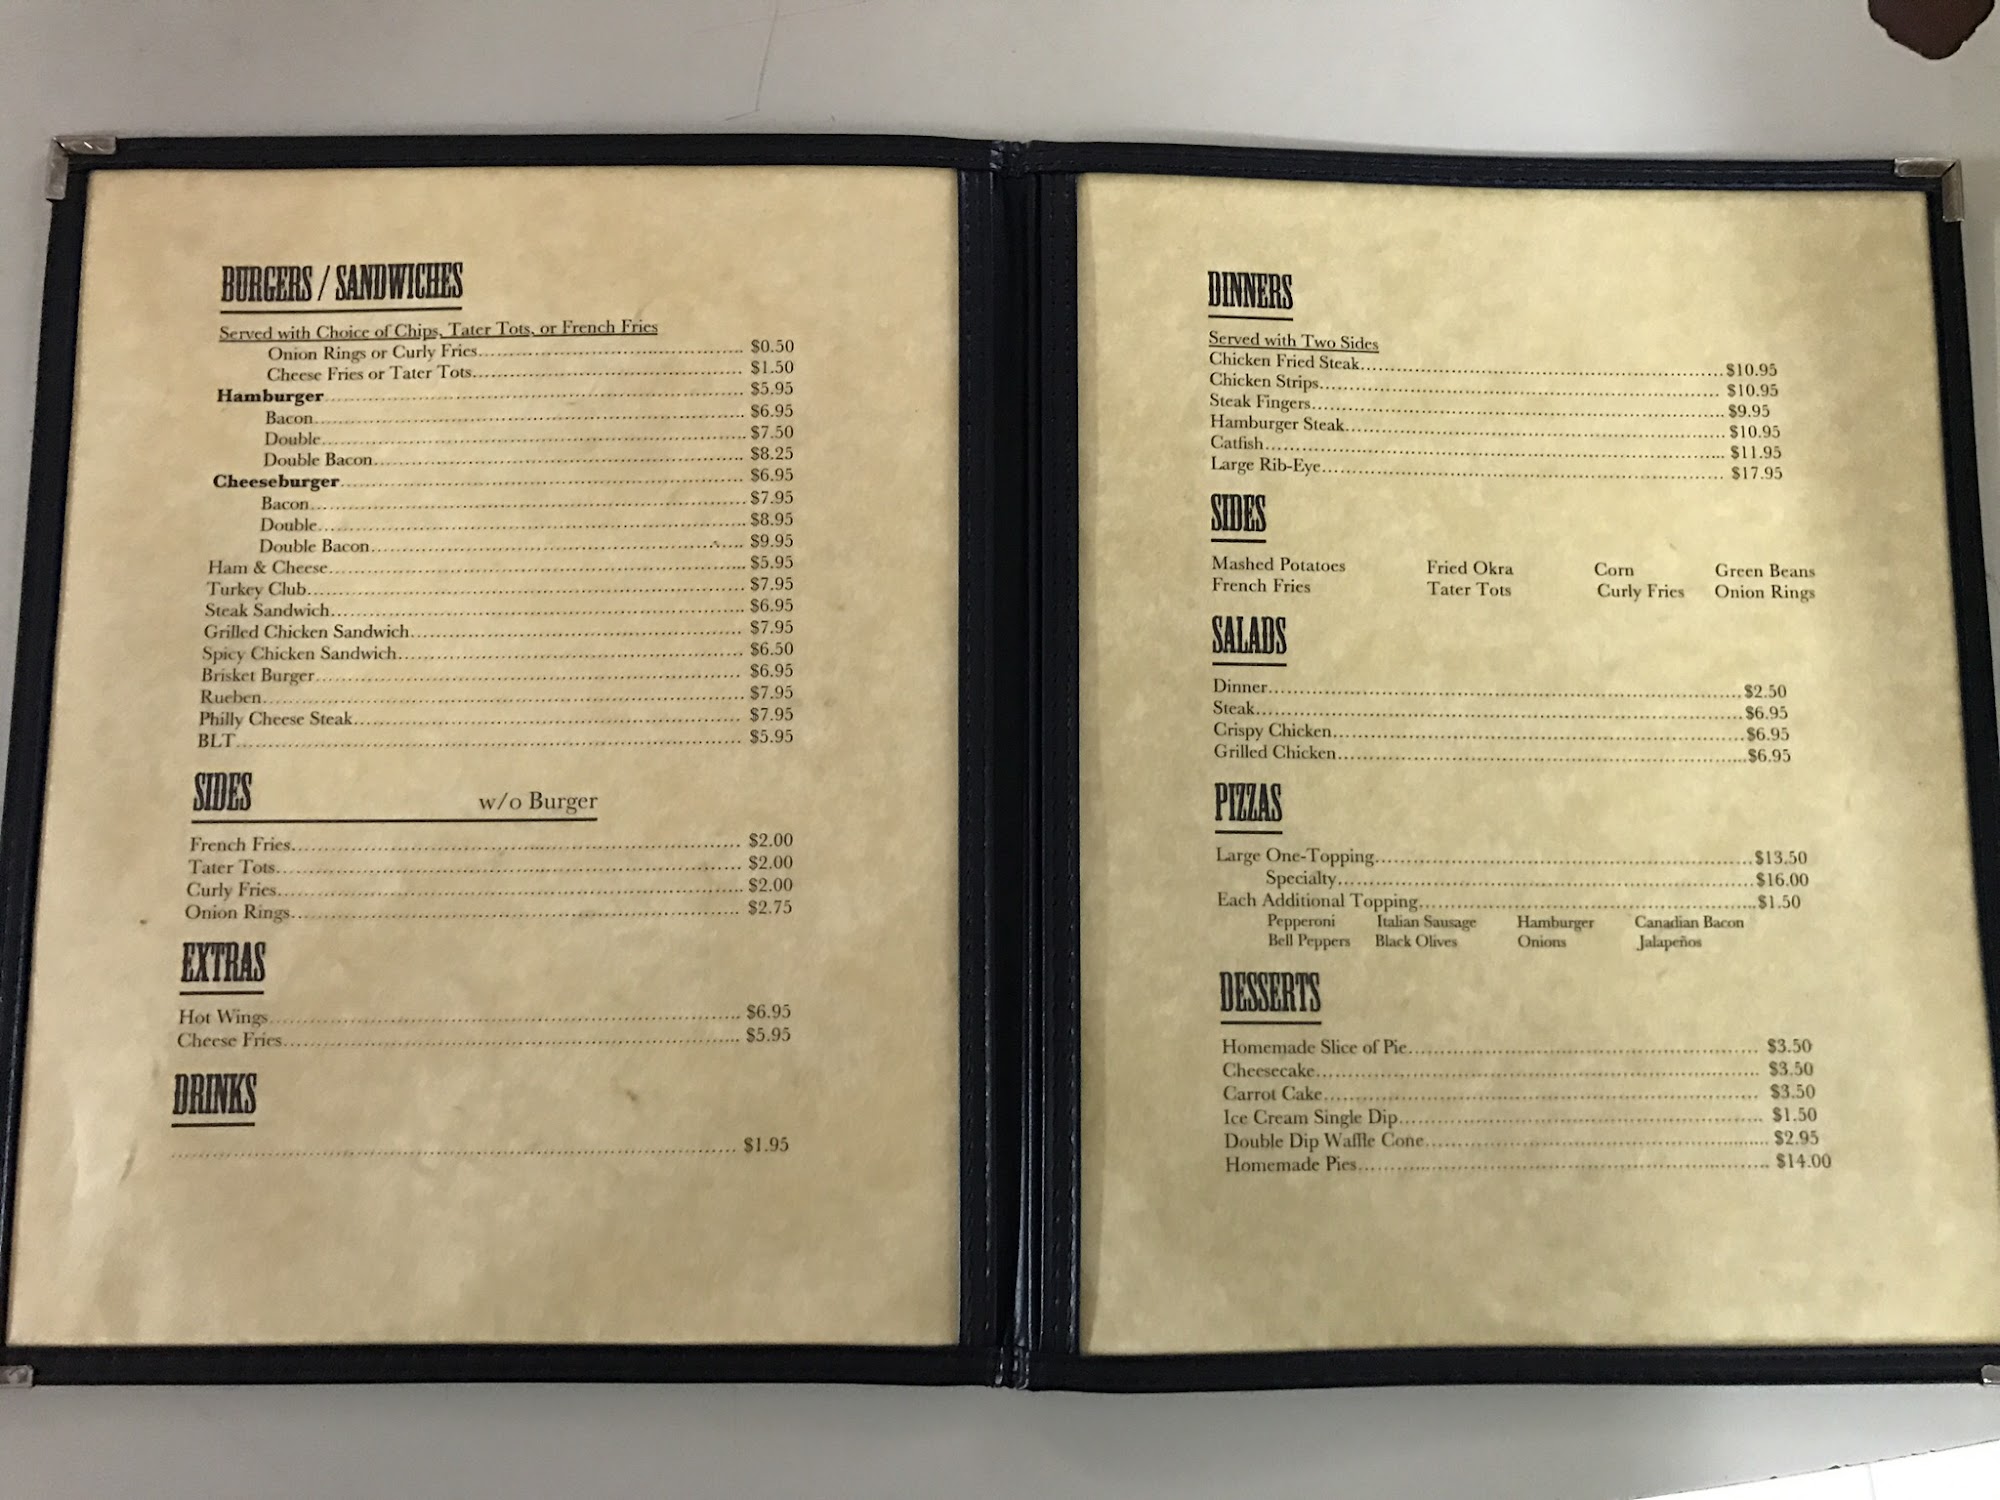 BURGERS / SANDWICHES
Served with Choice of Chips, Tater Tots, or French Fries
Onion Rings or Curly Fries $0.50
Cheese Fries or Tater Tots $1.50
Hamburger $5.95
Bacon $6.95
Double $7.50
Double Bacon $8.25
Cheeseburger $6.95
Bacon $7.95
Double $8.95
Double Bacon $9.95
Ham & Cheese $5.95
Turkey Club $7.95
Steak Sandwich $6.95
Grilled Chicken Sandwich $7.95
Spicy Chicken Sandwich $6.50
Brisket Burger $6.95
Rueben $7.95
Philly Cheese Steak $7.95
BLT $5.95
SIDES w/o Burger
French Fries $2.00
Tater Tots $2.00
Curly Fries $2.00
Onion Rings $2.75
EXTRAS
Hot Wings $6.95
Cheese Fries $5.95
DRINKS
$1.95
DINNERS
Served with Two Sides
Chicken Fried Steak $10.95
Chicken Strips $10.95
Steak Fingers $9.95
Hamburger Steak $10.95
Catfish $11.95
Large Rib-Eye $17.95
SIDES
Mashed Potatoes Fried Okra Corn Green Beans
French Fries Tater Tots Curly Fries Onion Rings
SALADS
Dinner $2.50
Steak $6.95
Crispy Chicken $6.95
Grilled Chicken $6.95
PIZZAS
Large One-Topping $13.50
Specialty $16.00
Each Additional Topping $1.50
Pepperoni Italian Sausage Hamburger Canadian Bacon
Bell Peppers Black Olives Onions Jalapeños
DESSERTS
Homemade Slice of Pie $3.50
Cheesecake $3.50
Carrot Cake $3.50
Ice Cream Single Dip $1.50
Double Dip Waffle Cone $2.95
Homemade Pies $14.00